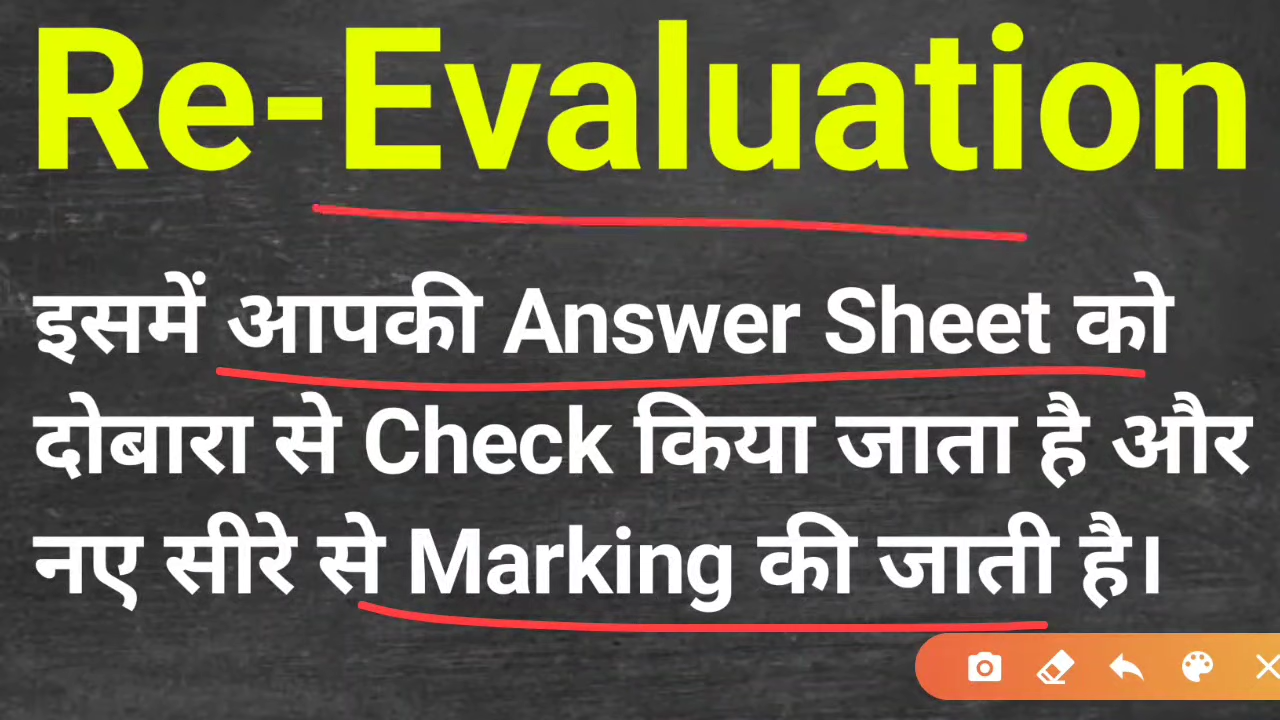 Re-Evaluation
इसमें आपकी Answer Sheet को
दोबारा से Check किया जाता है और
नए सीरे से Marking की जाती है।